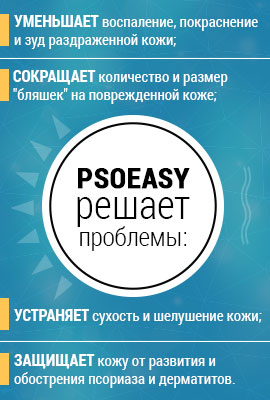 УМЕНЬШАЕТ воспаление, покраснение
и зуд раздраженной кожи;
СОКРАЩАЕТ количество и размер
"бляшек" на поврежденной коже;
PSOEASY
решает
проблемы:
УСТРАНЯЕТ сухость и шелушение кожи;
ЗАЩИЩАЕТ кожу от развития и
обострения псориаза и дерматитов.